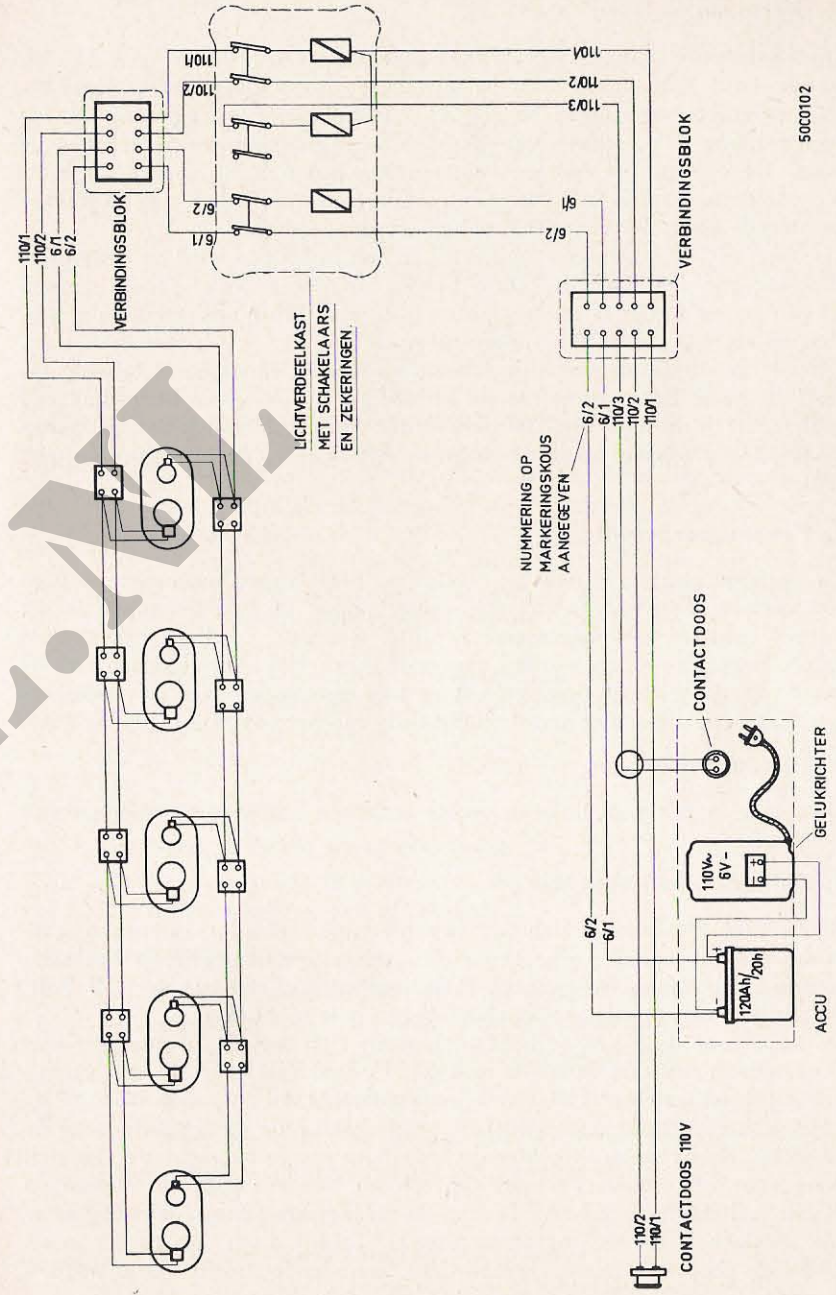 110/1
110/2
6/1
6/2
VERBINDINGSBLOK
110/1
110/2
6/2
6/1
LICHTVERDEELKAST
MET SCHAKELAARS
EN ZEKERINGEN.
110/1
110/2
110/3
6/1
6/2
VERBINDINGSBLOK
NUMMERING OP
MARKERINGSKOUS
AANGEGEVEN
6/2
6/1
110/3
110/2
110/1
CONTACTDOOS
GELIJKRICHTER
110V~
6V-
- +
6/2
6/1
- +
120Ah/20h
ACCU
CONTACTDOOS 110V
110/2
110/1
50C0102
E.NL